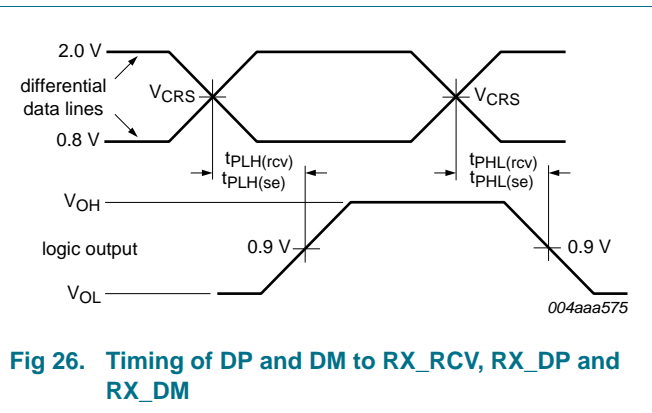 2.0 V
differential
data lines
VCRS
VCRS
0.8 V
tPLH(rcv)
tPLH(se)
tPHL(rcv)
tPHL(se)
VOH
logic output
0.9 V
0.9 V
VOL
004aaa575
Fig 26. Timing of DP and DM to RX_RCV, RX_DP and
RX_DM